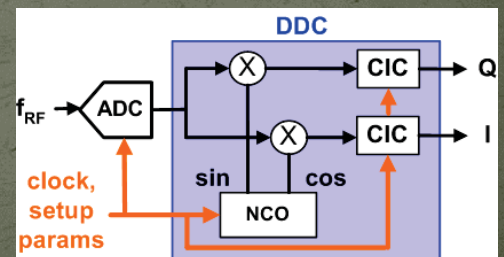 DDC
X
CIC
Q
f_RF
ADC
X
CIC
I
clock,
setup
params
sin
cos
NCO